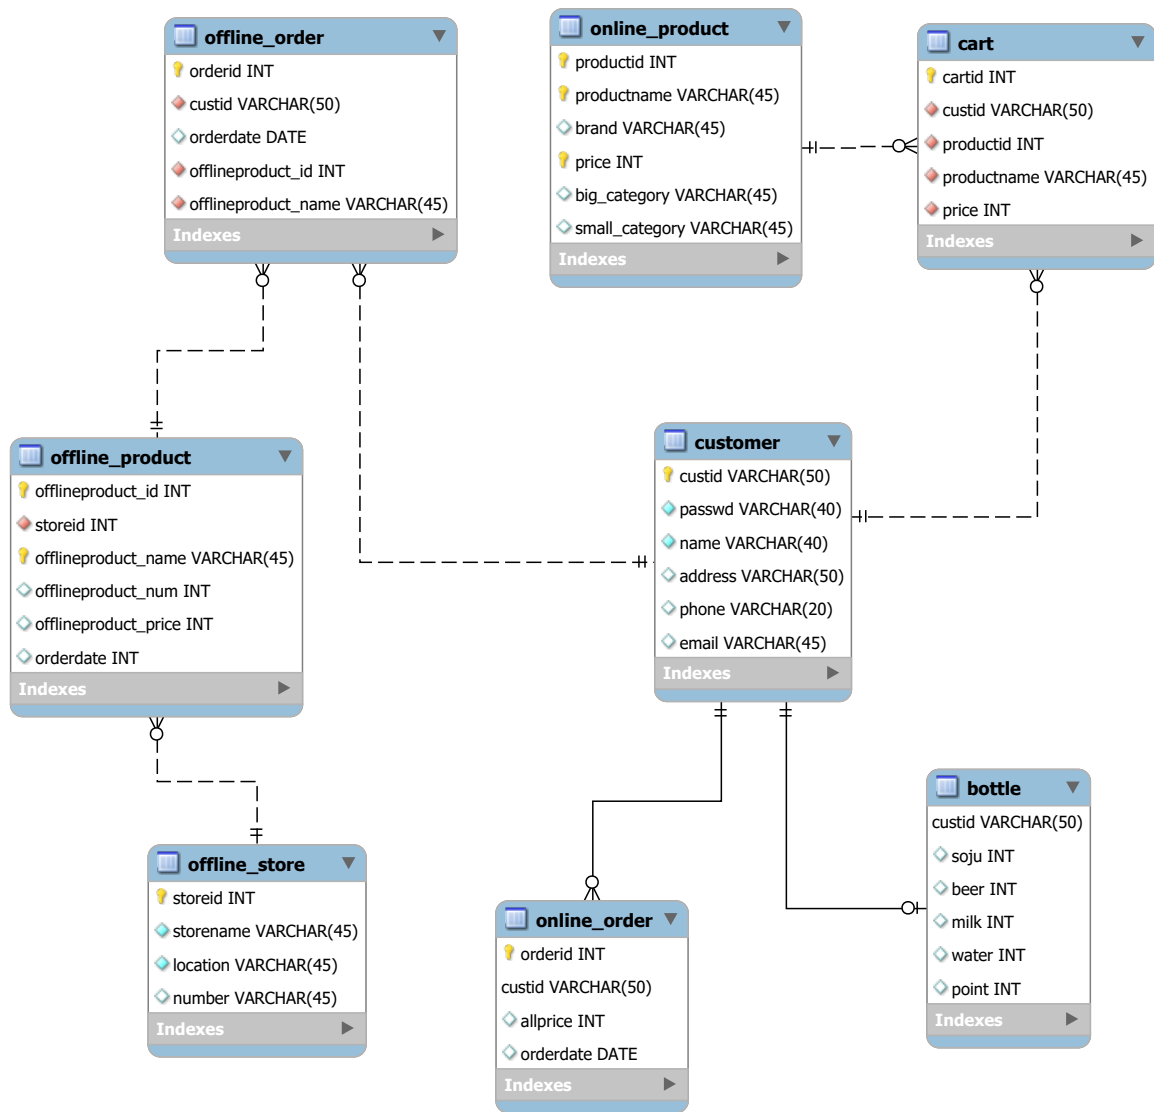 offline_order
orderid INT
custid VARCHAR(50)
orderdate DATE
offlineproduct_id INT
offlineproduct_name VARCHAR(45)
Indexes
online_product
productid INT
productname VARCHAR(45)
brand VARCHAR(45)
price INT
big_category VARCHAR(45)
small_category VARCHAR(45)
Indexes
cart
cartid INT
custid VARCHAR(50)
productid INT
productname VARCHAR(45)
price INT
Indexes
offline_product
offlineproduct_id INT
storeid INT
offlineproduct_name VARCHAR(45)
offlineproduct_num INT
offlineproduct_price INT
orderdate INT
Indexes
customer
custid VARCHAR(50)
passwd VARCHAR(40)
name VARCHAR(40)
address VARCHAR(50)
phone VARCHAR(20)
email VARCHAR(45)
Indexes
offline_store
storeid INT
storename VARCHAR(45)
location VARCHAR(45)
number VARCHAR(45)
Indexes
online_order
orderid INT
custid VARCHAR(50)
allprice INT
orderdate DATE
Indexes
bottle
custid VARCHAR(50)
soju INT
beer INT
milk INT
water INT
point INT
Indexes